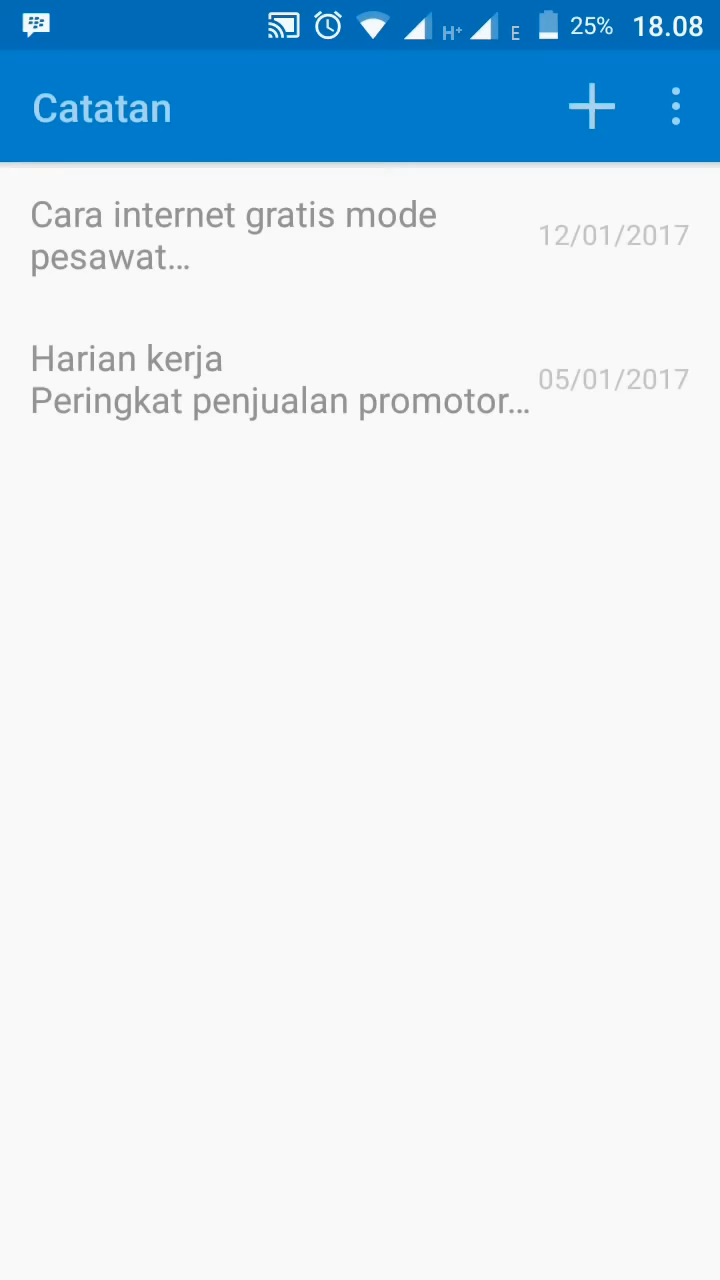 H+ E 25% 18.08
Catatan
Cara internet gratis mode
pesawat...
12/01/2017
Harian kerja
Peringkat penjualan promotor...
05/01/2017